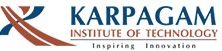 KARPAGAM
INSTITUTE OF TECHNOLOGY
Inspiring Innovation